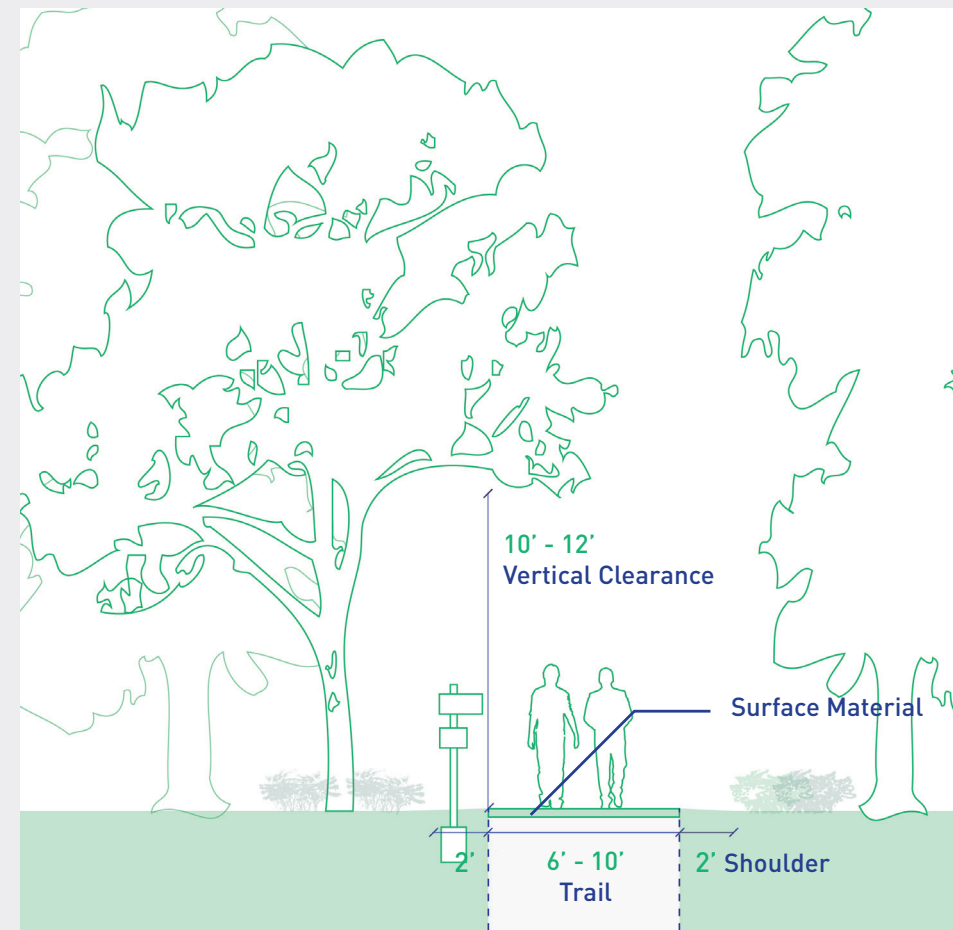 10’ - 12’
Vertical Clearance
Surface Material
2’
6’ - 10’
Trail
2’ Shoulder